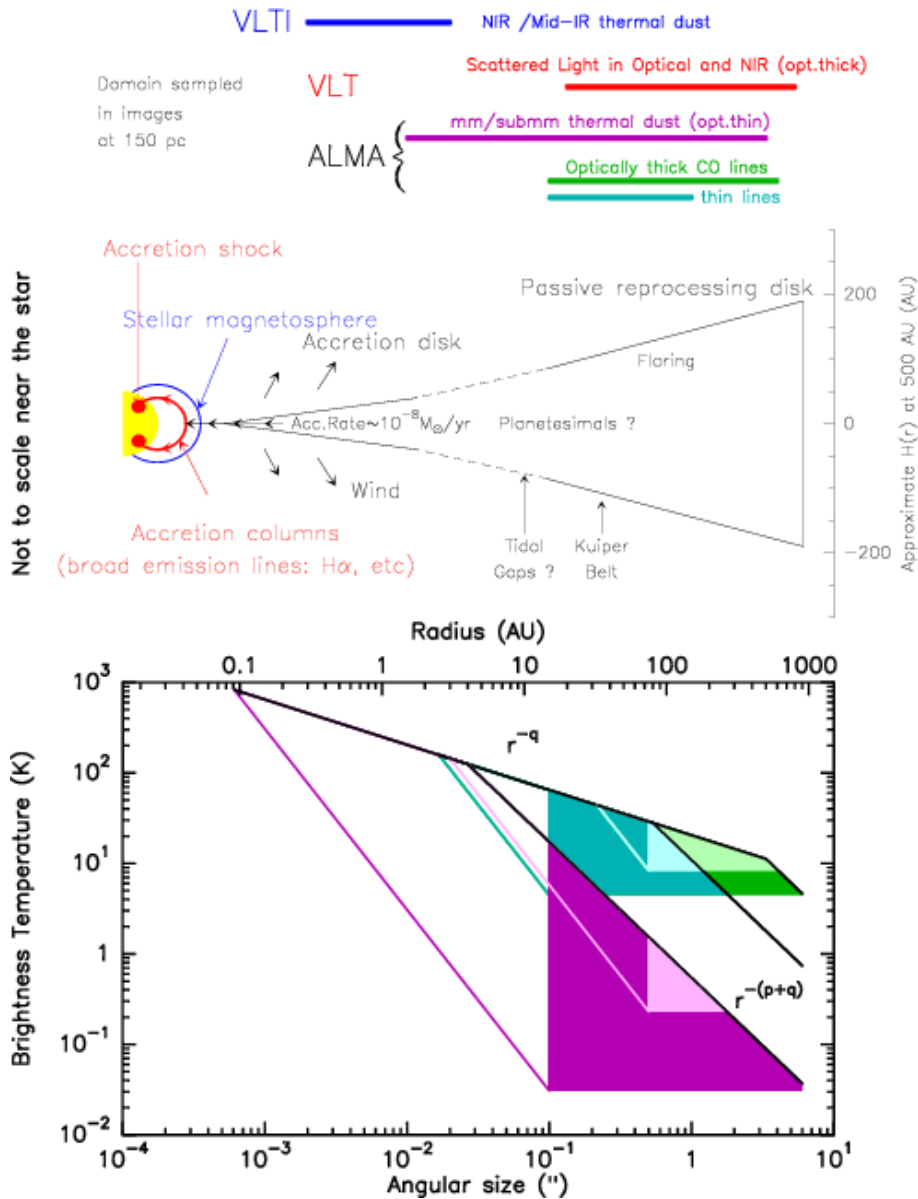 VLTI NIR /Mid-IR thermal dust
Scattered Light in Optical and NIR (opt.thick)
Domain sampled
in images
at 150 pc
VLT
mm/submm thermal dust (opt.thin)
ALMA
Optically thick CO lines
thin lines
Not to scale near the star
Accretion shock
Stellar magnetosphere
Accretion disk
Passive reprocessing disk
Flaring
Acc.Rate~10⁻⁸M⊙/yr Planetesimals ?
Wind
Accretion columns
(broad emission lines: Hα, etc)
Tidal
Gaps ?
Kuiper
Belt
200
0
−200
Approximate H(r) at 500 AU (AU)
Radius (AU)
0.1 1 10 100 1000
Brightness Temperature (K)
10³
10²
10¹
1
10⁻¹
10⁻²
r⁻q
r⁻(p+q)
10⁻⁴ 10⁻³ 10⁻² 10⁻¹ 1 10¹
Angular size (")